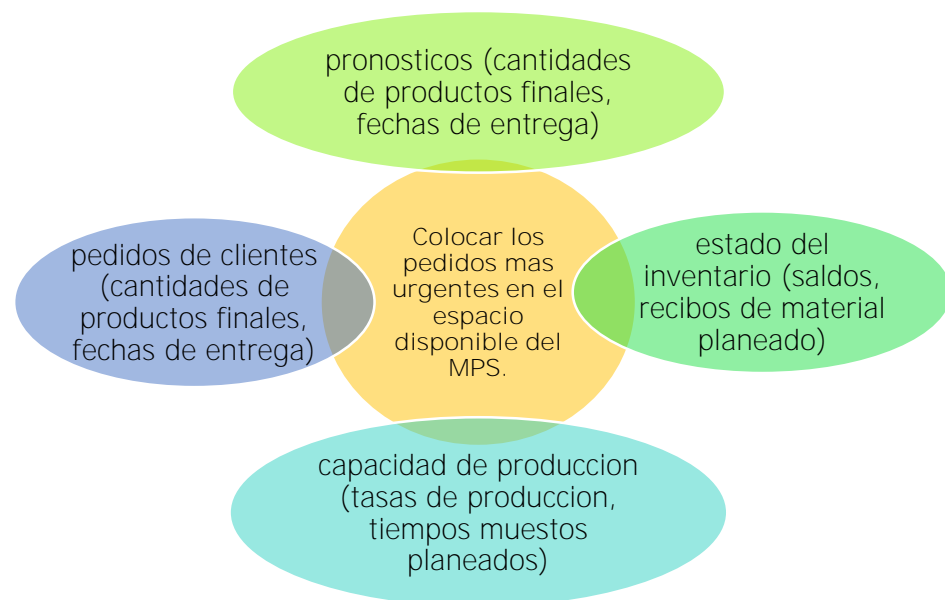 pronosticos (cantidades
de productos finales,
fechas de entrega)
pedidos de clientes
(cantidades de
productos finales,
fechas de entrega)
Colocar los
pedidos mas
urgentes en el
espacio
disponible del
MPS.
estado del
inventario (saldos,
recibos de material
planeado)
capacidad de produccion
(tasas de produccion,
tiempos muestos
planeados)